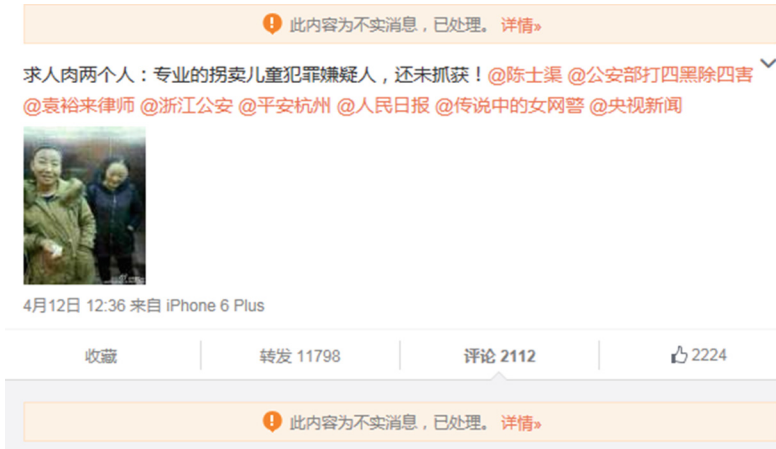 此内容为不实消息，已处理。 详情»
求人肉两个人：专业的拐卖儿童犯罪嫌疑人，还未抓获！@陈士渠 @公安部打四黑除四害
@袁裕来律师 @浙江公安 @平安杭州 @人民日报 @传说中的女网警 @央视新闻
4月12日 12:36 来自 iPhone 6 Plus
收藏 转发 11798 评论 2112 2224
此内容为不实消息，已处理。 详情»